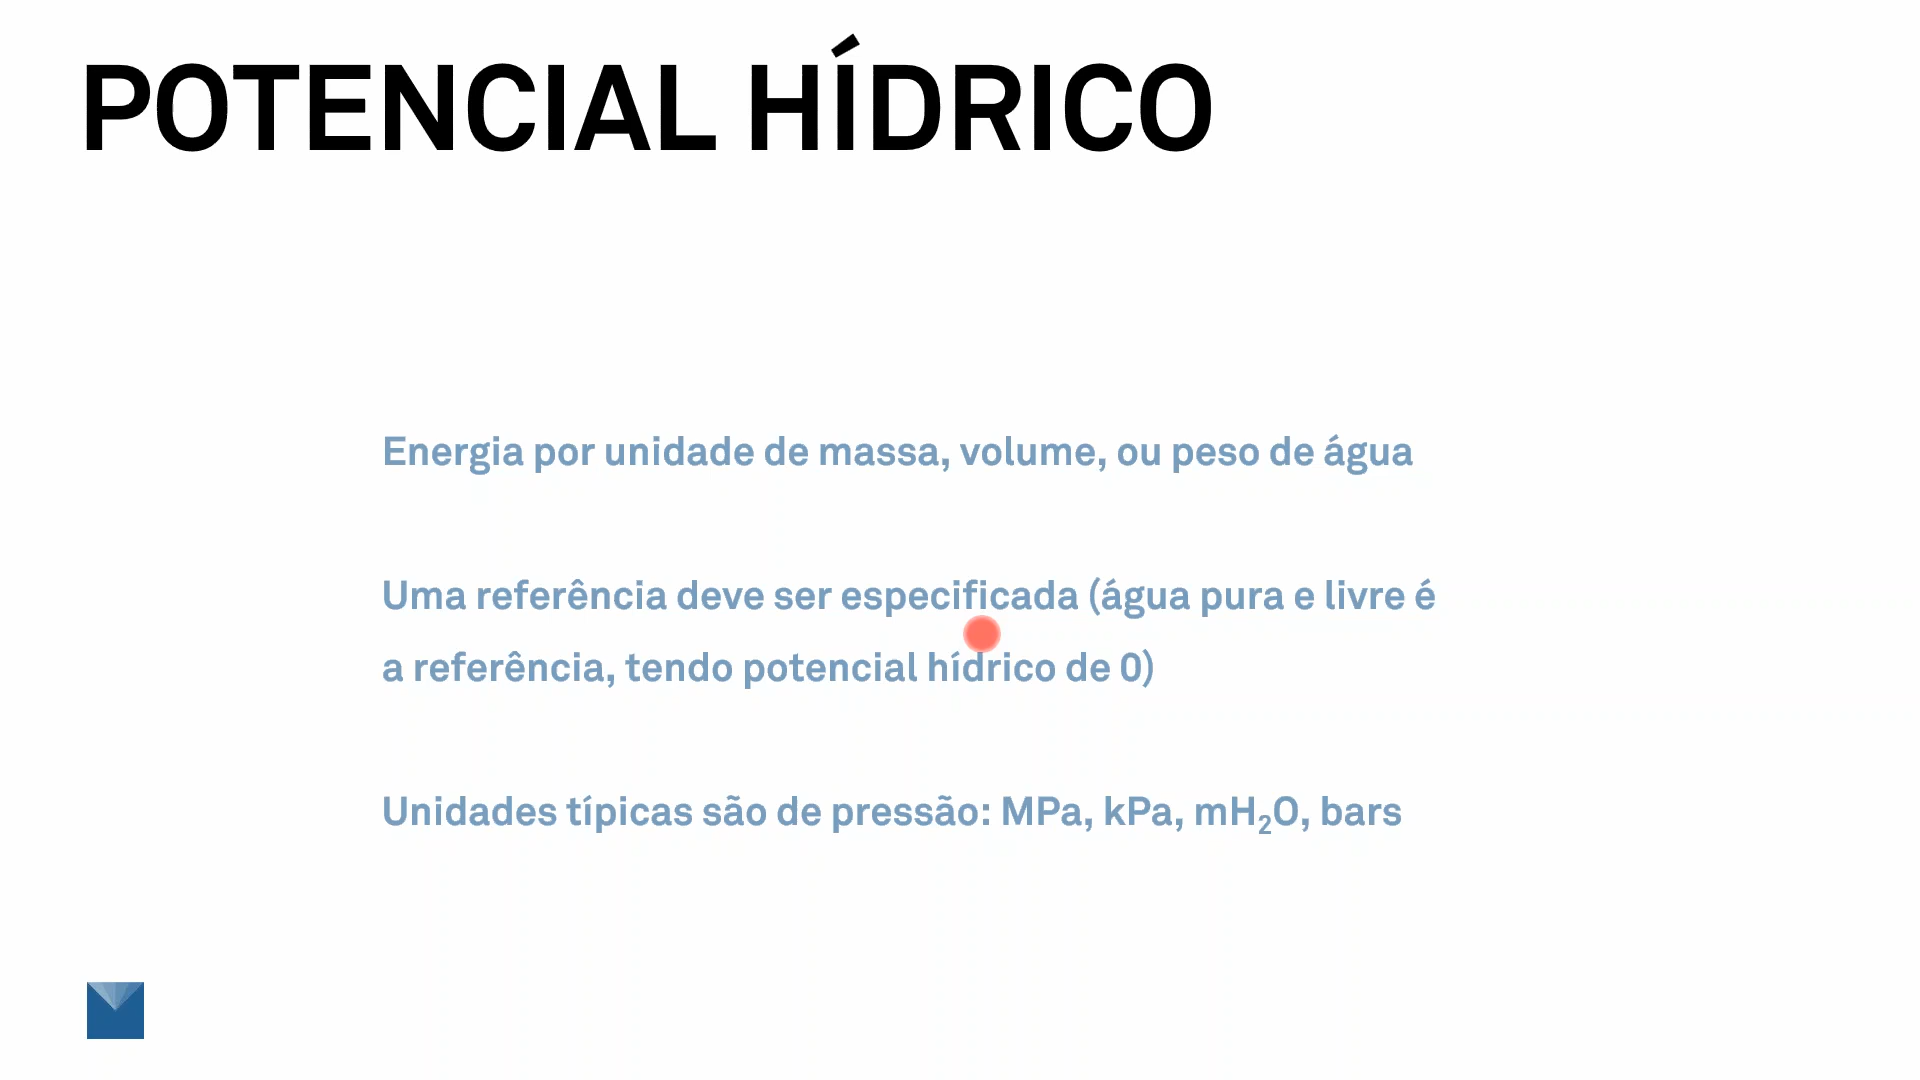 POTENCIAL HÍDRICO
Energia por unidade de massa, volume, ou peso de água
Uma referência deve ser especificada (água pura e livre é
a referência, tendo potencial hídrico de 0)
Unidades típicas são de pressão: MPa, kPa, mH₂O, bars